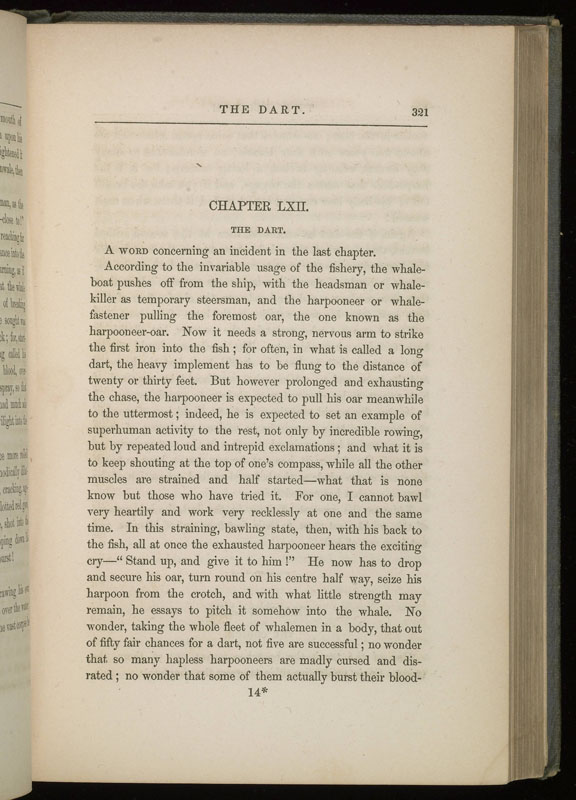 THE DART. 321
CHAPTER LXII.
THE DART.
A WORD concerning an incident in the last chapter.
According to the invariable usage of the fishery, the whale-
boat pushes off from the ship, with the headsman or whale-
killer as temporary steersman, and the harpooneer or whale-
fastener pulling the foremost oar, the one known as the
harpooneer-oar. Now it needs a strong, nervous arm to strike
the first iron into the fish ; for often, in what is called a long
dart, the heavy implement has to be flung to the distance of
twenty or thirty feet. But however prolonged and exhausting
the chase, the harpooneer is expected to pull his oar meanwhile
to the uttermost ; indeed, he is expected to set an example of
superhuman activity to the rest, not only by incredible rowing,
but by repeated loud and intrepid exclamations ; and what it is
to keep shouting at the top of one's compass, while all the other
muscles are strained and half started—what that is none
know but those who have tried it. For one, I cannot bawl
very heartily and work very recklessly at one and the same
time. In this straining, bawling state, then, with his back to
the fish, all at once the exhausted harpooneer hears the exciting
cry—“ Stand up, and give it to him !” He now has to drop
and secure his oar, turn round on his centre half way, seize his
harpoon from the crotch, and with what little strength may
remain, he essays to pitch it somehow into the whale. No
wonder, taking the whole fleet of whalemen in a body, that out
of fifty fair chances for a dart, not five are successful ; no wonder
that so many hapless harpooneers are madly cursed and dis-
rated ; no wonder that some of them actually burst their blood-
14*